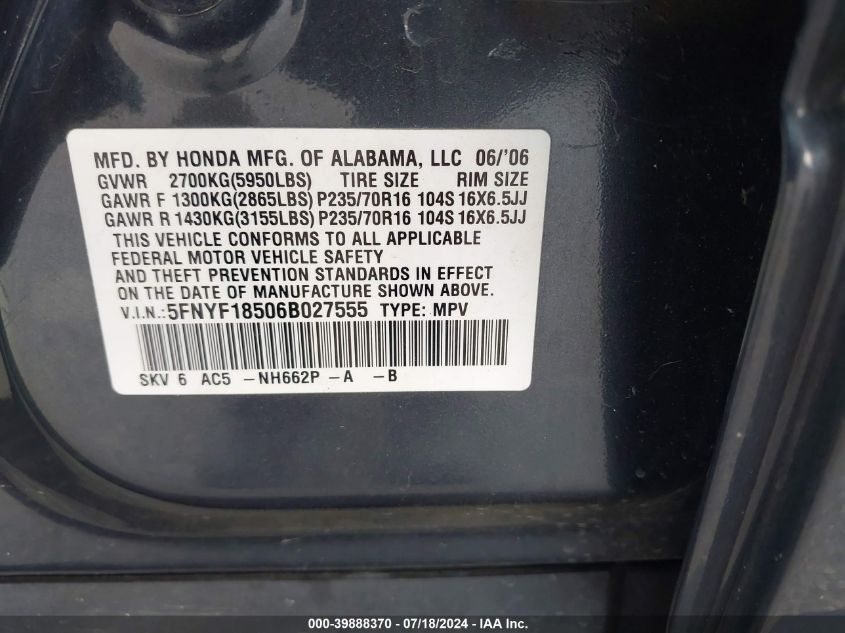 MFD. BY HONDA MFG. OF ALABAMA, LLC 06/'06
GVWR 2700KG(5950LBS) TIRE SIZE RIM SIZE
GAWR F 1300KG(2865LBS) P235/70R16 104S 16X6.5JJ
GAWR R 1430KG(3155LBS) P235/70R16 104S 16X6.5JJ
THIS VEHICLE CONFORMS TO ALL APPLICABLE
FEDERAL MOTOR VEHICLE SAFETY
AND THEFT PREVENTION STANDARDS IN EFFECT
ON THE DATE OF MANUFACTURE SHOWN ABOVE.
V.I.N.: 5FNYF18506B027555 TYPE: MPV
SKV 6 AC5 -NH662P -A -B
000-39888370 / 07/18/2024 - IAA Inc.